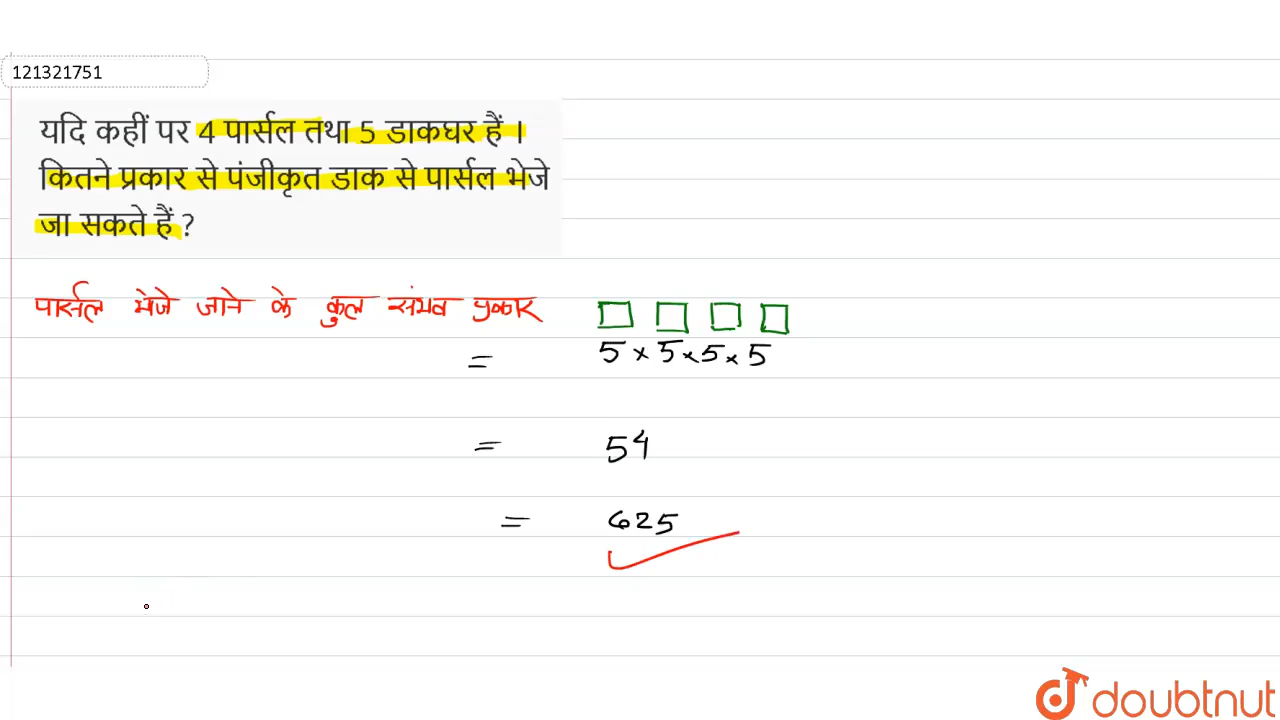 121321751
यदि कहीं पर 4 पार्सल तथा 5 डाकघर हैं ।
कितने प्रकार से पंजीकृत डाक से पार्सल भेजे
जा सकते हैं ?
पार्सल भेजे जाने के कुल संभव प्रकार
= 5 × 5 × 5 × 5
= 5⁴
= 625
doubtnut